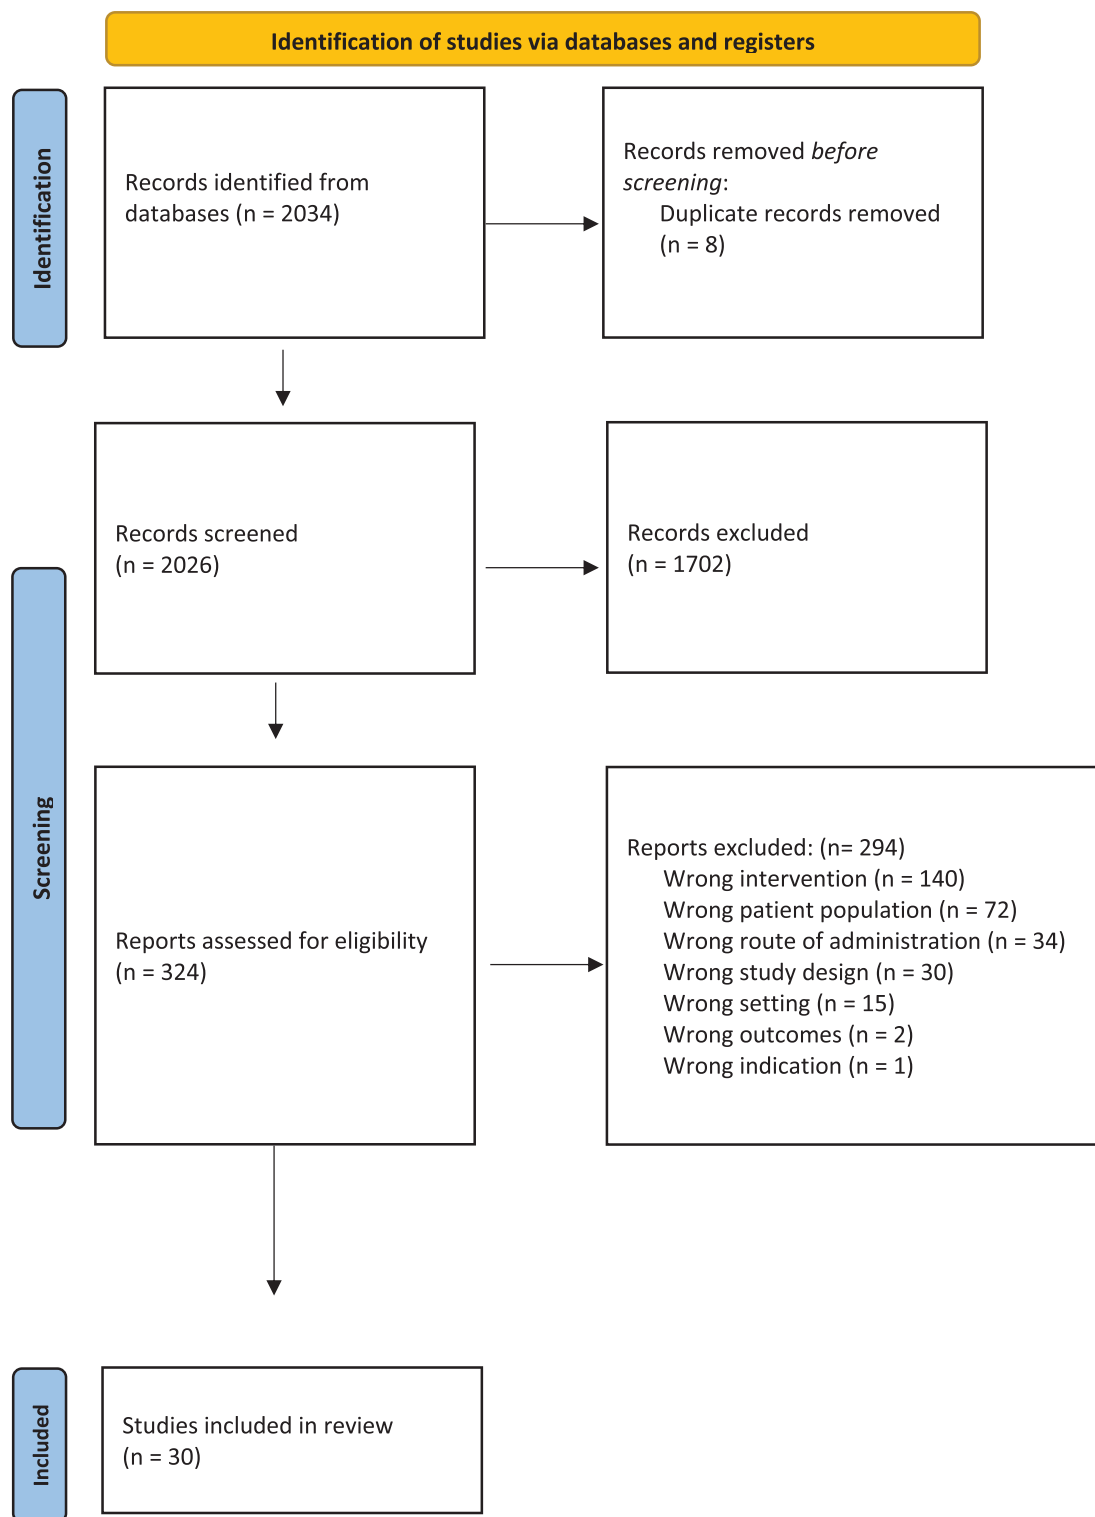 Identification of studies via databases and registers
Identification
Records identified from
databases (n = 2034)
Records removed before
screening:
Duplicate records removed
(n = 8)
Records screened
(n = 2026)
Records excluded
(n = 1702)
Screening
Reports assessed for eligibility
(n = 324)
Reports excluded: (n= 294)
Wrong intervention (n = 140)
Wrong patient population (n = 72)
Wrong route of administration (n = 34)
Wrong study design (n = 30)
Wrong setting (n = 15)
Wrong outcomes (n = 2)
Wrong indication (n = 1)
Included
Studies included in review
(n = 30)